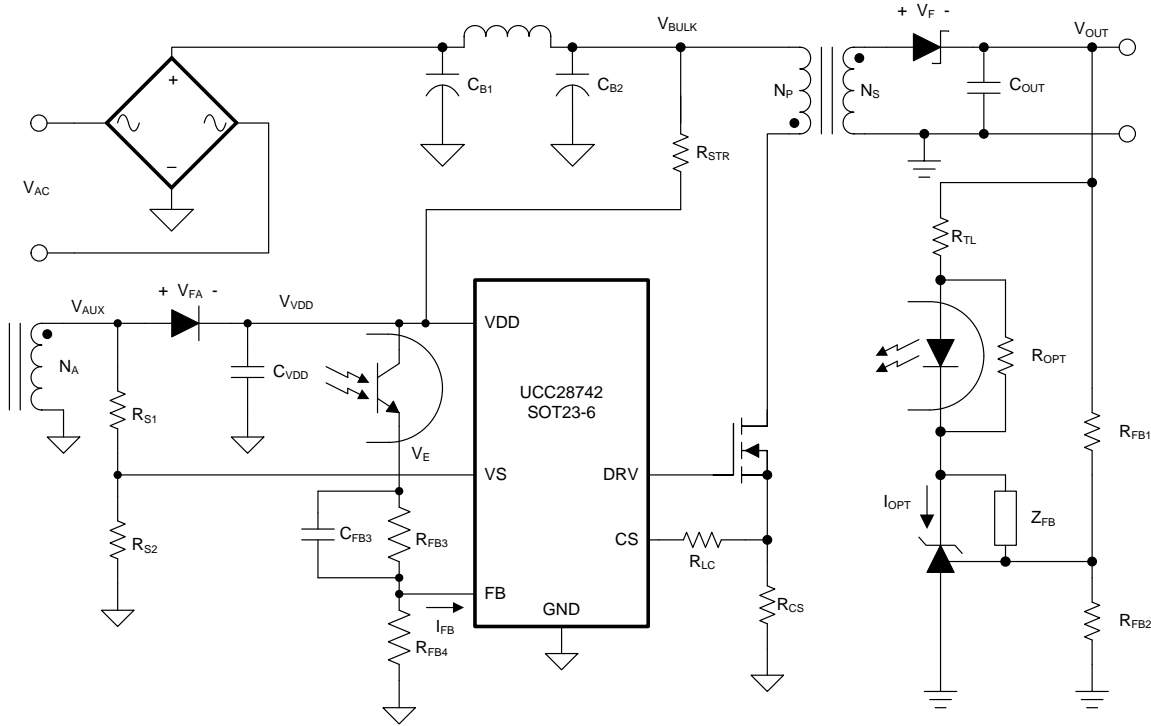 + V_F -
V_BULK
V_OUT
+
C_B1
C_B2
N_P
N_S
C_OUT
R_STR
–
V_AC
R_TL
+ V_FA -
V_AUX
V_VDD
VDD
N_A
C_VDD
R_OPT
UCC28742
SOT23-6
R_S1
V_E
R_FB1
VS
DRV
I_OPT
Z_FB
R_S2
C_FB3
R_FB3
CS
R_LC
FB
GND
R_CS
I_FB
R_FB4
R_FB2